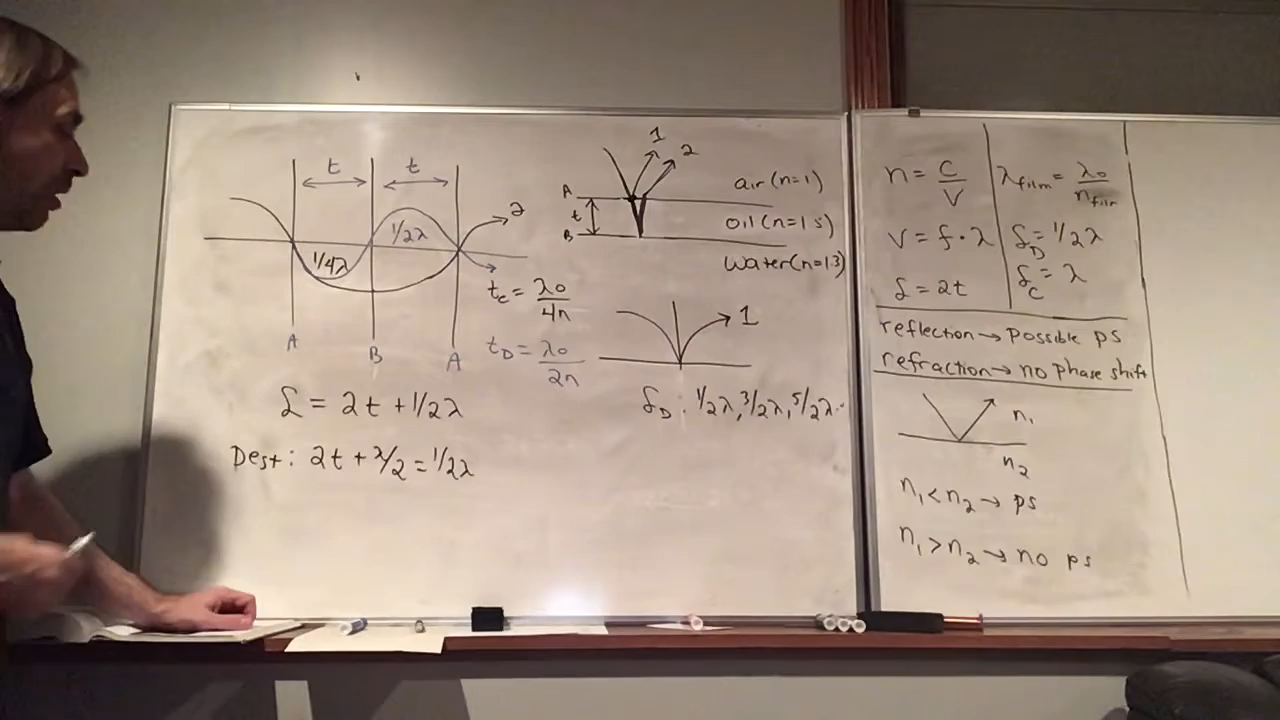 t t
1/4λ 1/2λ 2
A B A
t_C = λ₀/4n
t_D = λ₀/2n
δ = 2t + 1/2λ
Dest: 2t + λ/2 = 1/2λ
1 2
A air (n=1)
t oil (n=1 5)
B water (n=1 3)
1
δ_D : 1/2λ, 3/2λ, 5/2λ..
n = C/V
V = f · λ
δ = 2t
λ_film = λ₀/n_film
δ_D = 1/2λ
δ_C = λ
reflection → possible ps
refraction → no phase shift
n₁
n₂
n₁ < n₂ → ps
n₁ > n₂ → no ps